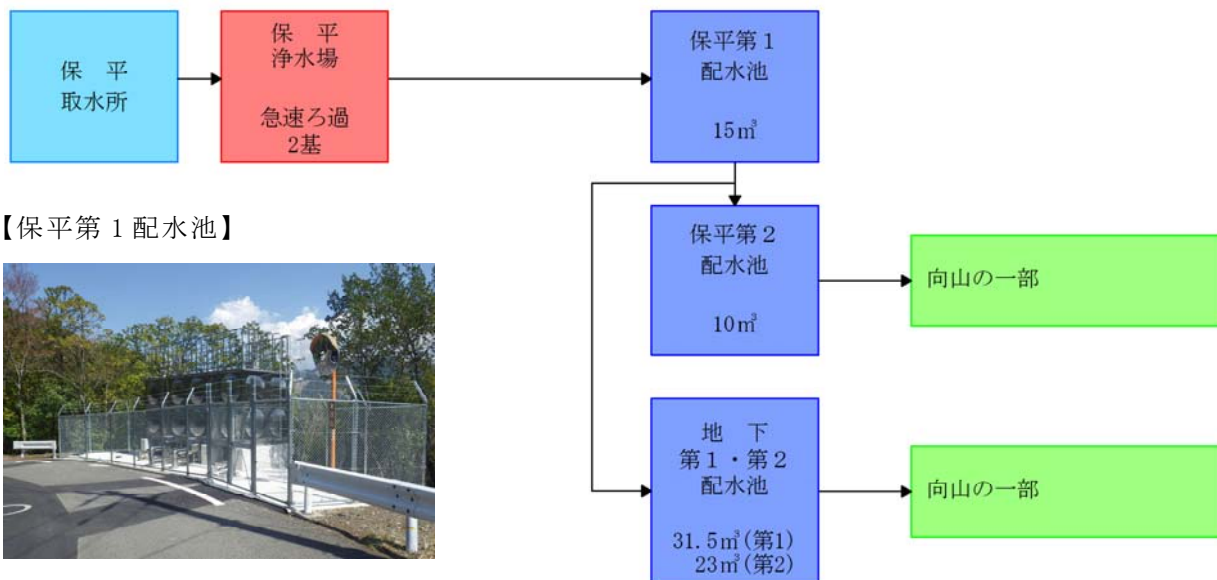 保　平
取水所
保　平
浄水場
急速ろ過
2基
保平第1
配水池
15㎥
【保平第１配水池】
保平第２
配水池
10㎥
向山の一部
地　下
第１・第２
配水池
31.5㎥(第1)
23㎥(第2)
向山の一部